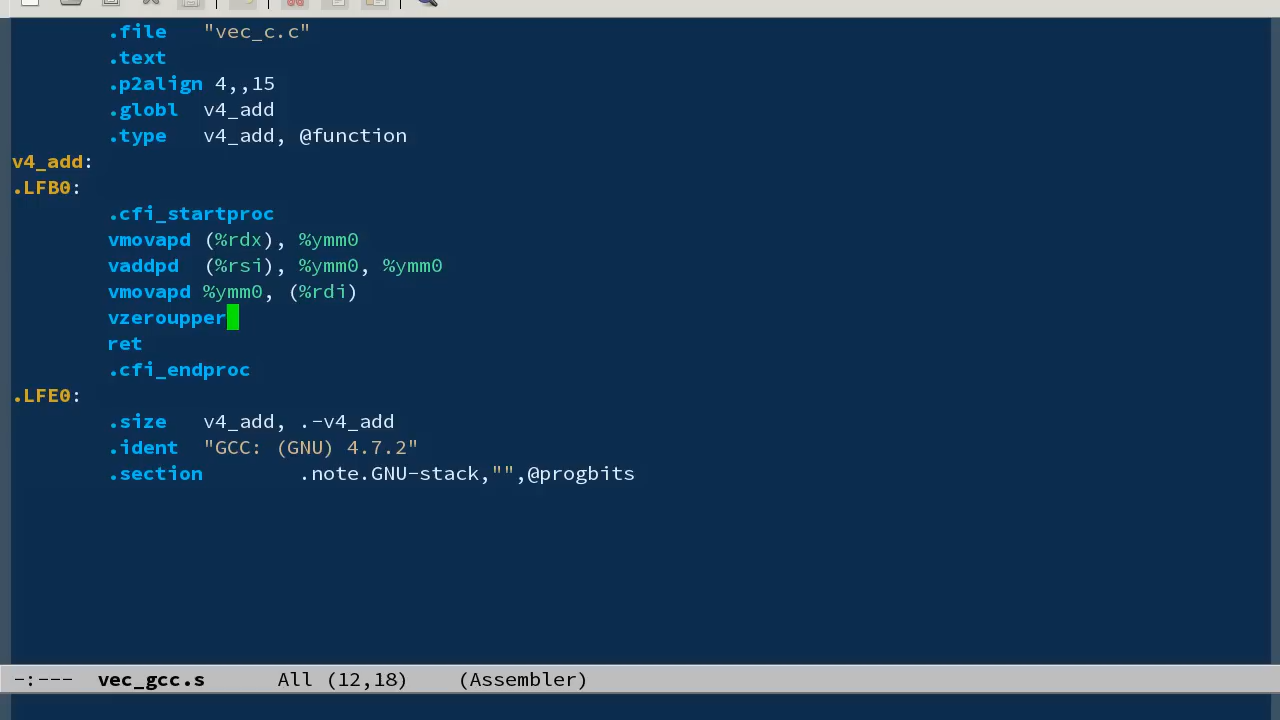 .file "vec_c.c"
.text
.p2align 4,,15
.globl v4_add
.type v4_add, @function
v4_add:
.LFB0:
.cfi_startproc
vmovapd (%rdx), %ymm0
vaddpd (%rsi), %ymm0, %ymm0
vmovapd %ymm0, (%rdi)
vzeroupper
ret
.cfi_endproc
.LFE0:
.size v4_add, .-v4_add
.ident "GCC: (GNU) 4.7.2"
.section .note.GNU-stack,"",@progbits
-:--- vec_gcc.s All (12,18) (Assembler)